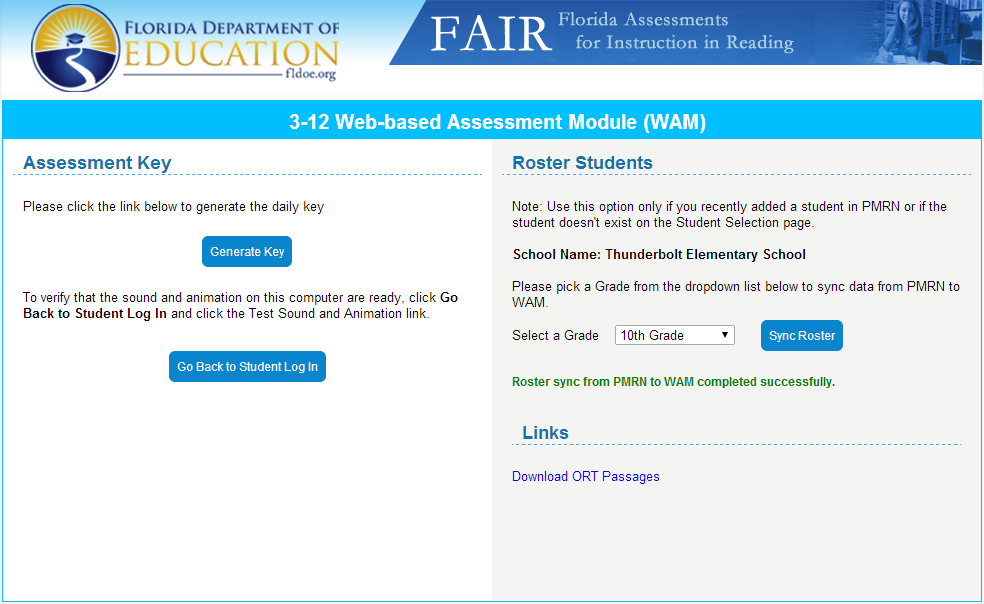 FLORIDA DEPARTMENT OF
EDUCATION
fldoe.org
FAIR
Florida Assessments
for Instruction in Reading
3-12 Web-based Assessment Module (WAM)
Assessment Key
Please click the link below to generate the daily key
Generate Key
To verify that the sound and animation on this computer are ready, click Go
Back to Student Log In and click the Test Sound and Animation link.
Go Back to Student Log In
Roster Students
Note: Use this option only if you recently added a student in PMRN or if the
student doesn't exist on the Student Selection page.
School Name: Thunderbolt Elementary School
Please pick a Grade from the dropdown list below to sync data from PMRN to
WAM.
Select a Grade 10th Grade Sync Roster
Roster sync from PMRN to WAM completed successfully.
Links
Download ORT Passages